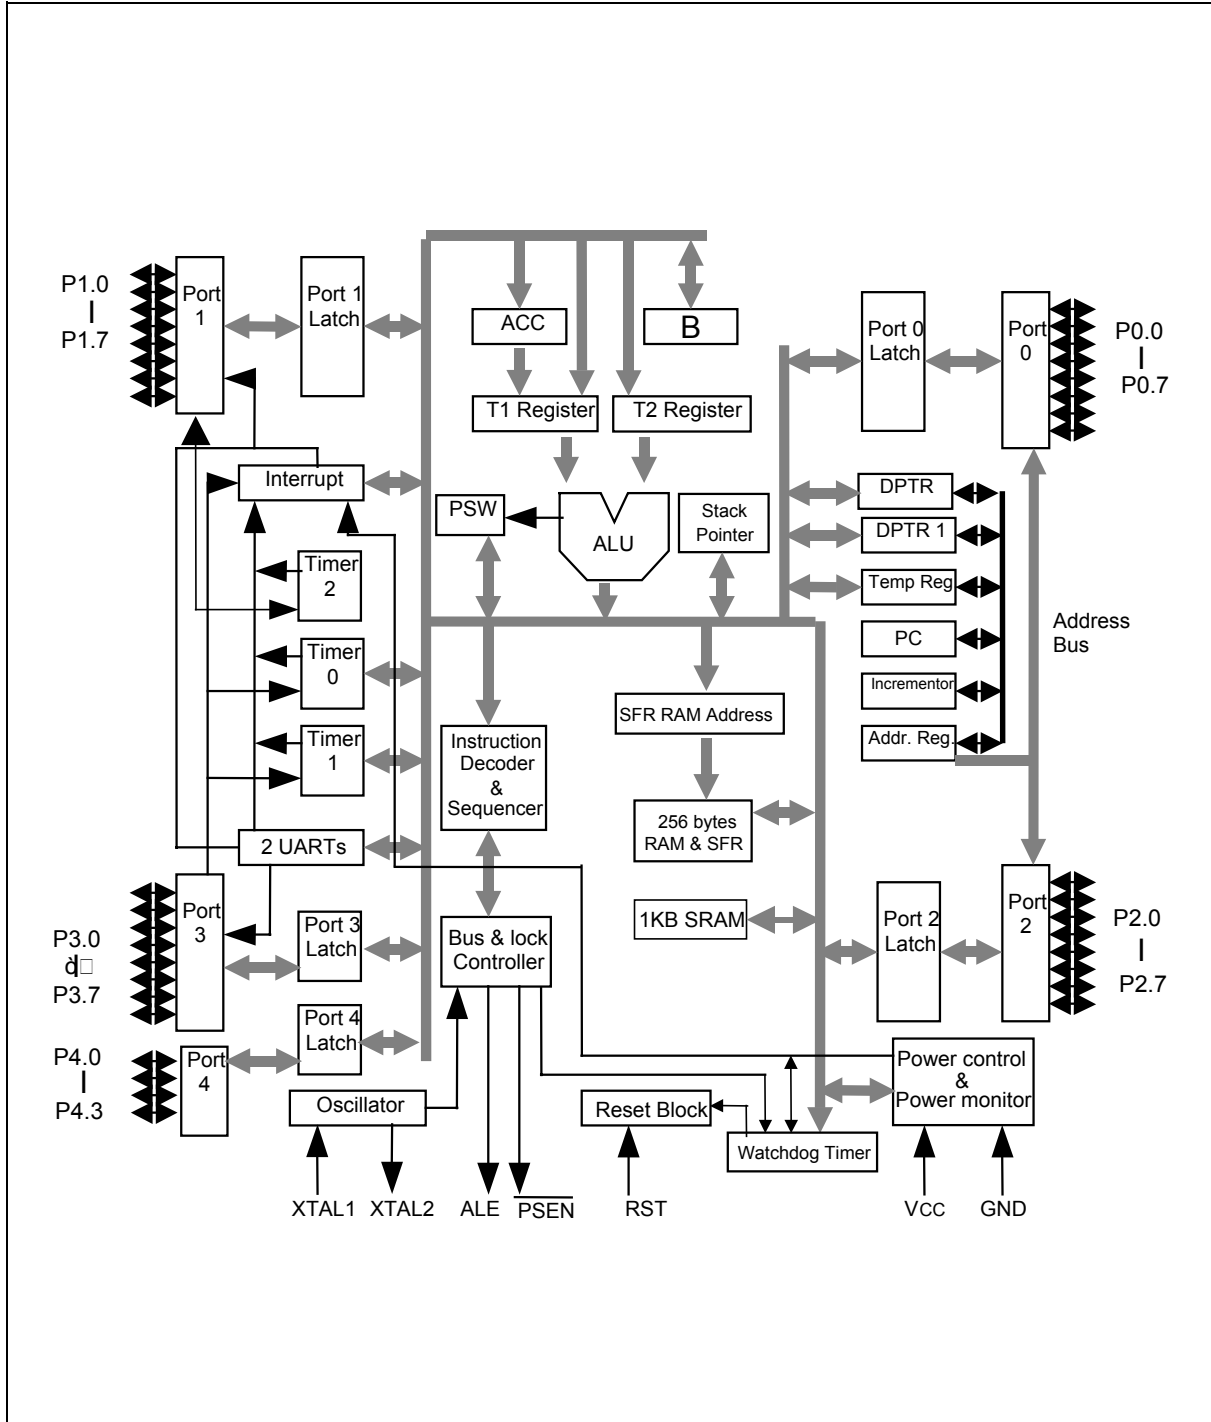 P1.0
P1.7
Port
1
Port 1
Latch
ACC
B
T1 Register
T2 Register
Port 0
Latch
Port
0
P0.0
P0.7
Interrupt
PSW
ALU
Stack
Pointer
DPTR
DPTR 1
Temp Reg
PC
Incrementor
Addr. Reg.
Address
Bus
Timer
2
Timer
0
Timer
1
2 UARTs
Instruction
Decoder
&
Sequencer
SFR RAM Address
256 bytes
RAM & SFR
1KB SRAM
P3.0
P3.7
Port
3
Port 3
Latch
Bus & lock
Controller
Port 2
Latch
Port
2
P2.0
P2.7
P4.0
P4.3
Port
4
Port 4
Latch
Oscillator
Reset Block
Watchdog Timer
Power control
&
Power monitor
XTAL1
XTAL2
ALE
PSEN
RST
VCC
GND